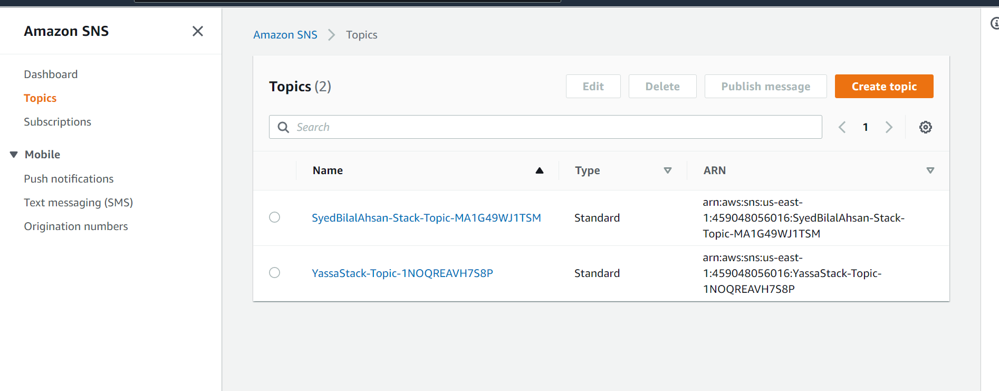 Amazon SNS
Dashboard
Topics
Subscriptions
Mobile
Push notifications
Text messaging (SMS)
Origination numbers
Amazon SNS Topics
Topics (2) Edit Delete Publish message Create topic
Search 1
Name Type ARN
SyedBilalAhsan-Stack-Topic-MA1G49WJ1TSM Standard
arn:aws:sns:us-east-
1:459048056016:SyedBilalAhsan-Stack-
Topic-MA1G49WJ1TSM
YassaStack-Topic-1NOQREAVH7S8P Standard
arn:aws:sns:us-east-
1:459048056016:YassaStack-Topic-
1NOQREAVH7S8P